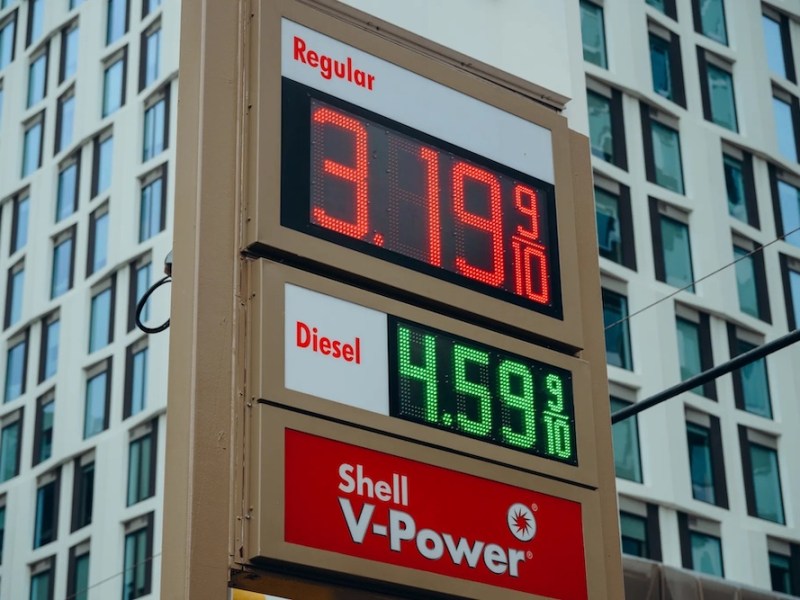 Regular
3.19 9/10
Diesel
4.59 9/10
Shell
V-Power